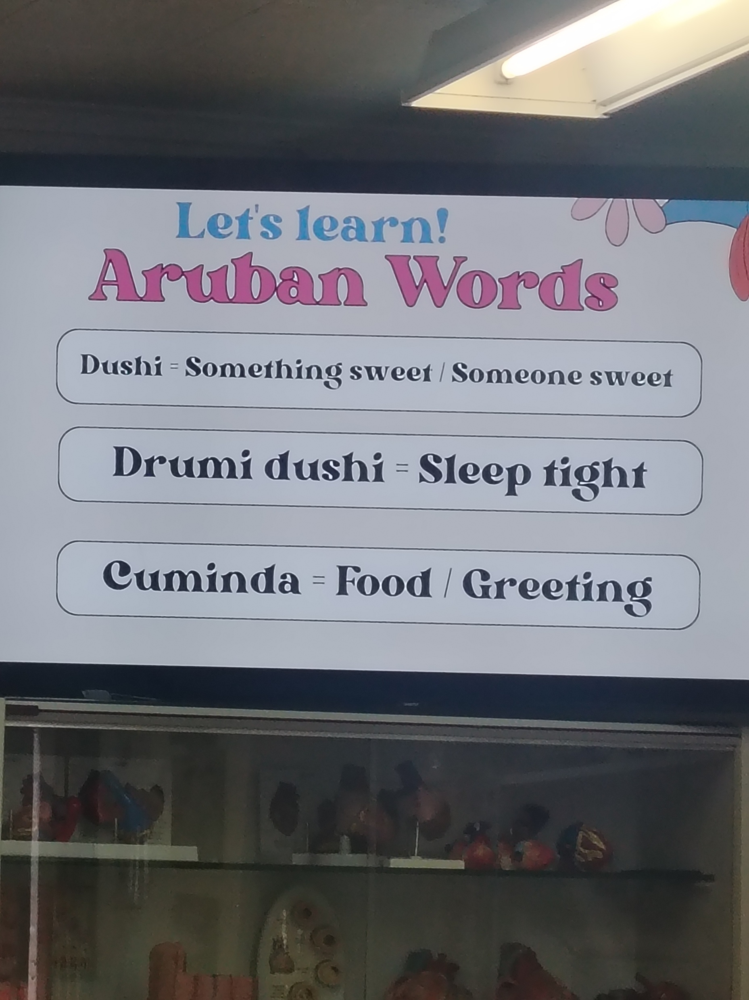 Let's learn!
Aruban Words
Dushi = Something sweet / Someone sweet
Drumi dushi = Sleep tight
Cuminda = Food / Greeting